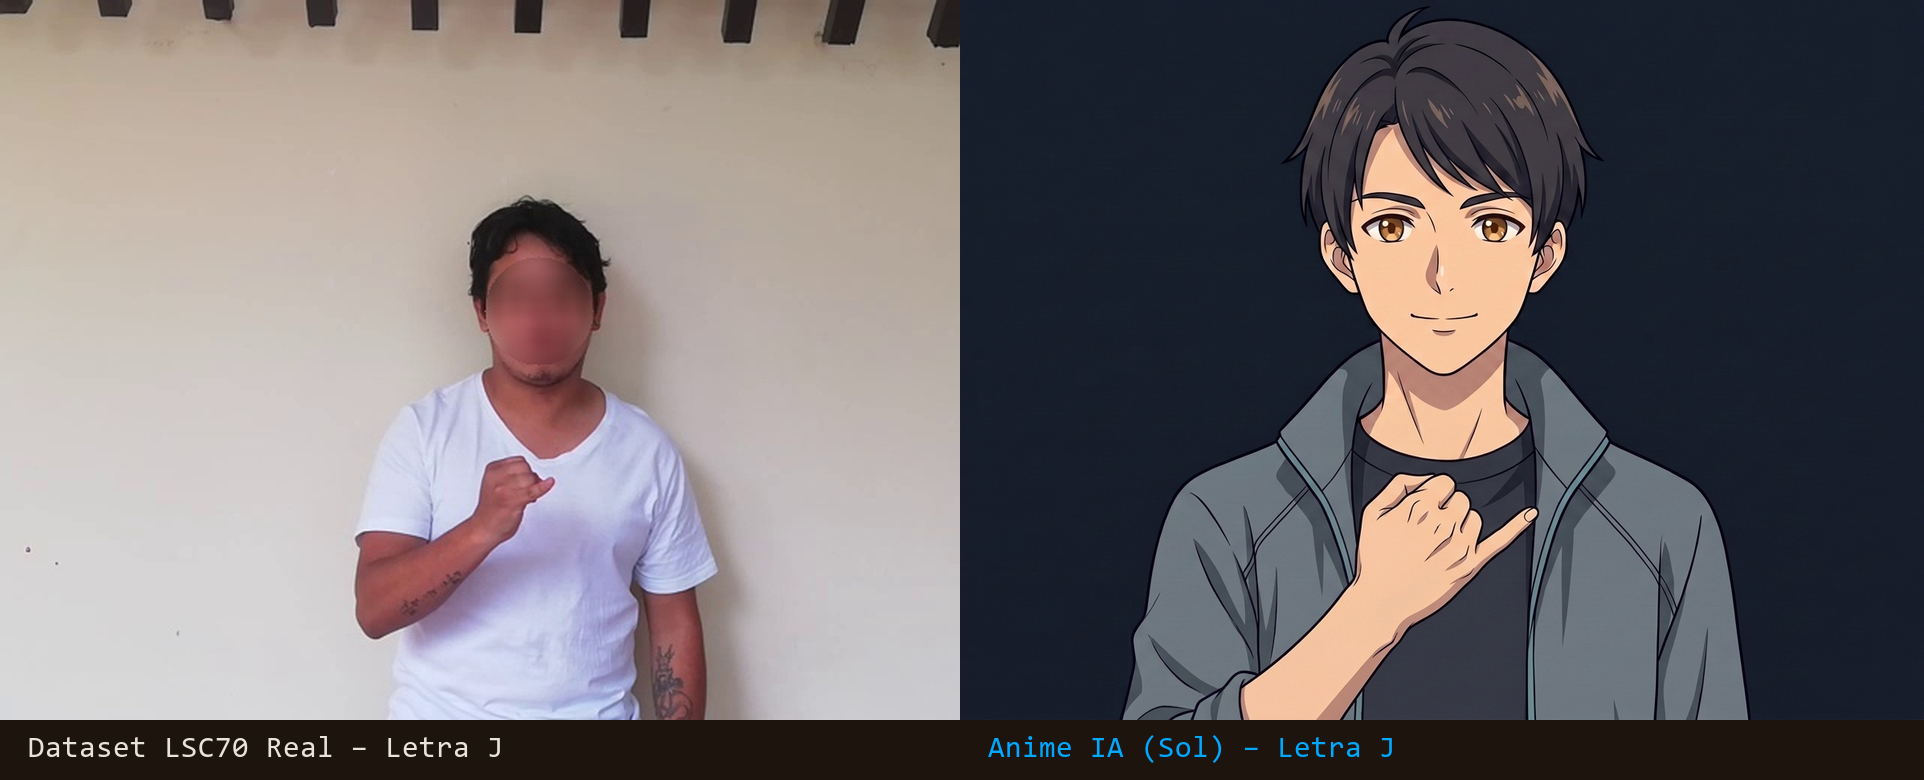 Dataset LSC70 Real – Letra J
Anime IA (Sol) – Letra J